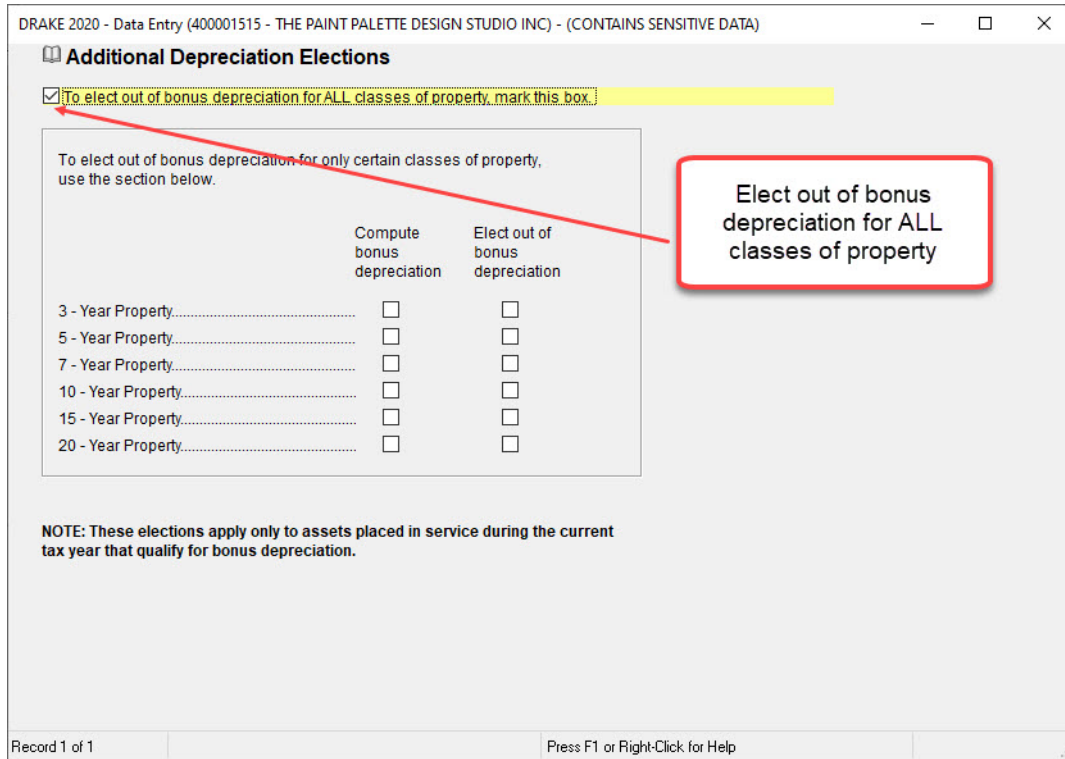 DRAKE 2020 - Data Entry (400001515 - THE PAINT PALETTE DESIGN STUDIO INC) - (CONTAINS SENSITIVE DATA)
Additional Depreciation Elections
To elect out of bonus depreciation for ALL classes of property, mark this box.
To elect out of bonus depreciation for only certain classes of property,
use the section below.
Elect out of bonus
depreciation for ALL
classes of property
Compute
bonus
depreciation
Elect out of
bonus
depreciation
3 - Year Property
5 - Year Property
7 - Year Property
10 - Year Property
15 - Year Property
20 - Year Property
NOTE: These elections apply only to assets placed in service during the current
tax year that qualify for bonus depreciation.
Record 1 of 1
Press F1 or Right-Click for Help